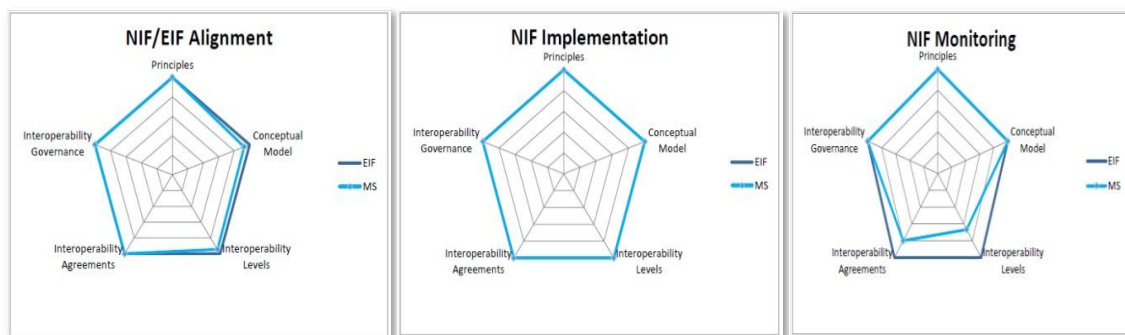 NIF/EIF Alignment
Principles
Interoperability
Governance
Conceptual
Model
EIF
MS
Interoperability
Agreements
Interoperability
Levels
NIF Implementation
Principles
Interoperability
Governance
Conceptual
Model
EIF
MS
Interoperability
Agreements
Interoperability
Levels
NIF Monitoring
Principles
Interoperability
Governance
Conceptual
Model
EIF
MS
Interoperability
Agreements
Interoperability
Levels